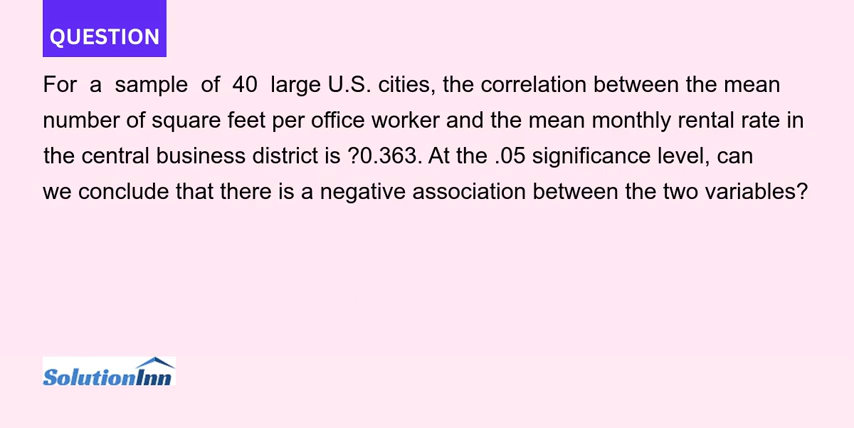 QUESTION
For a sample of 40 large U.S. cities, the correlation between the mean
number of square feet per office worker and the mean monthly rental rate in
the central business district is ?0.363. At the .05 significance level, can
we conclude that there is a negative association between the two variables?
SolutionInn